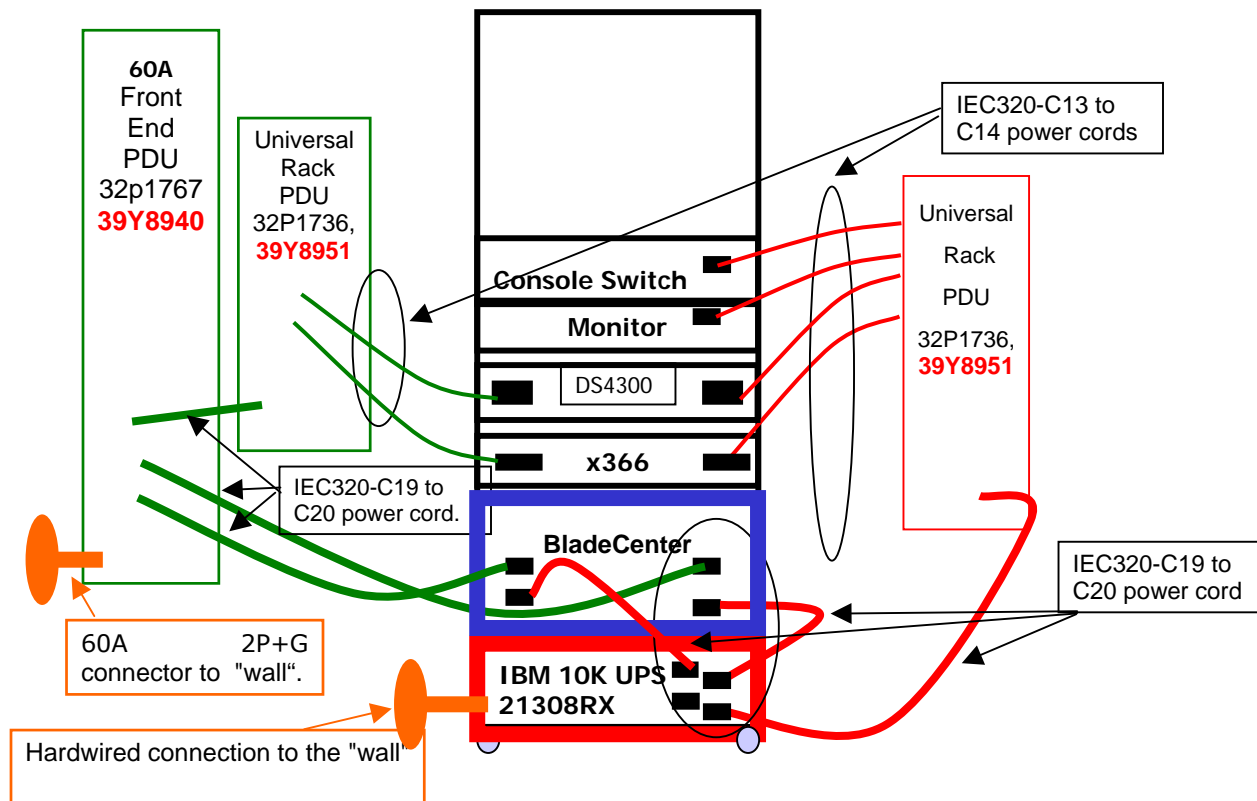 60A
Front
End
PDU
32p1767
39Y8940
Universal
Rack
PDU
32P1736,
39Y8951
IEC320-C13 to
C14 power cords
Universal
Rack
PDU
32P1736,
39Y8951
Console Switch
Monitor
DS4300
x366
IEC320-C19 to
C20 power cord.
BladeCenter
IEC320-C19 to
C20 power cord
60A 2P+G
connector to "wall“.
IBM 10K UPS
21308RX
Hardwired connection to the "wall"